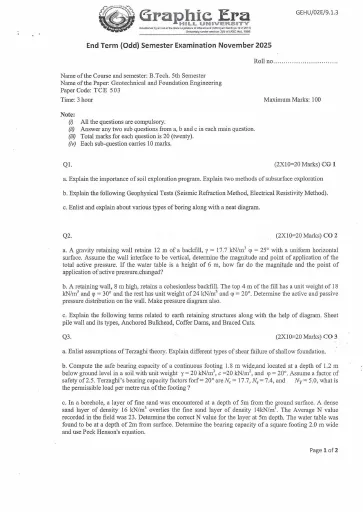 GEHU/02E/9.1.3
Graphic Era
HILL UNIVERSITY
End Term (Odd) Semester Examination November 2025
Roll no..............................
Name of the Course and semester: B.Tech. 5th Semester
Name of the Paper: Geotechnical and Foundation Engineering
Paper Code: TCE 503
Time: 3 hour Maximum Marks: 100
Note:
(i) All the questions are compulsory.
(ii) Answer any two sub questions from a, b and c in each main question.
(iii) Total marks for each question is 20 (twenty).
(iv) Each sub-question carries 10 marks.
Q1. (2X10=20 Marks) CO 1
a. Explain the importance of soil exploration program. Explain two methods of subsurface exploration
b. Explain the following Geophysical Tests (Seismic Refraction Method, Electrical Resistivity Method).
c. Enlist and explain about various types of boring along with a neat diagram.
Q2. (2X10=20 Marks) CO 2
a. A gravity retaining wall retains 12 m of a backfill, γ = 17.7 kN/m³ φ = 25° with a uniform horizontal
surface. Assume the wall interface to be vertical, determine the magnitude and point of application of the
total active pressure. If the water table is a height of 6 m, how far do the magnitude and the point of
application of active pressure.changed?
b. A retaining wall, 8 m high, retains a cohesionless backfill. The top 4 m of the fill has a unit weight of 18
kN/m³ and φ = 30° and the rest has unit weight of 24 kN/m³ and φ = 20°. Determine the active and passive
pressure distribution on the wall. Make pressure diagram also.
c. Explain the following terms related to earth retaining structures along with the help of diagram. Sheet
pile wall and its types, Anchored Bulkhead, Coffer Dams, and Braced Cuts.
Q3. (2X10=20 Marks) CO 3
a. Enlist assumptions of Terzaghi theory. Explain different types of shear failure of shallow foundation.
b. Compute the safe bearing capacity of a continuous footing 1.8 m wide,and located at a depth of 1.2 m
below ground level in a soil with unit weight γ = 20 kN/m³, c =20 kN/m², and φ = 20°. Assume a factor of
safety of 2.5. Terzaghi's bearing capacity factors forf = 20° are Nc = 17.7, Nq = 7.4, and Nγ = 5.0, what is
the permissible load per metre run of the footing?
c. In a borehole, a layer of fine sand was encountered at a depth of 5m from the ground surface. A dense
sand layer of density 16 kN/m³ overlies the fine sand layer of density 14kN/m³. The Average N value
recorded in the field was 23. Determine the correct N value for the layer at 5m depth. The water table was
found to be at a depth of 2m from surface. Determine the bearing capacity of a square footing 2.0 m wide
and use Peck Henson's equation.
Page 1 of 2